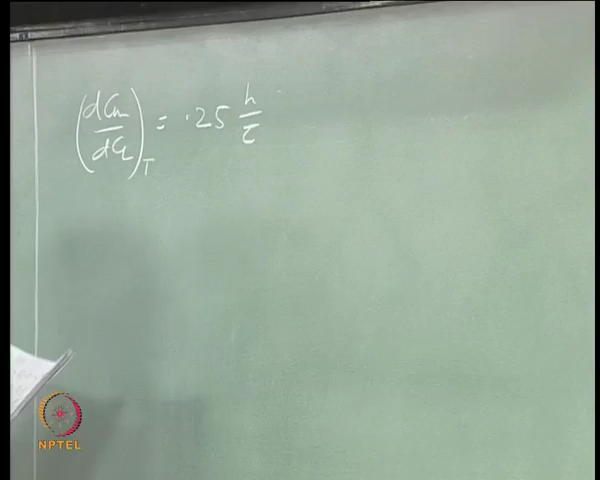 (dCm/dCL)T = .25 h/c̄
NPTEL